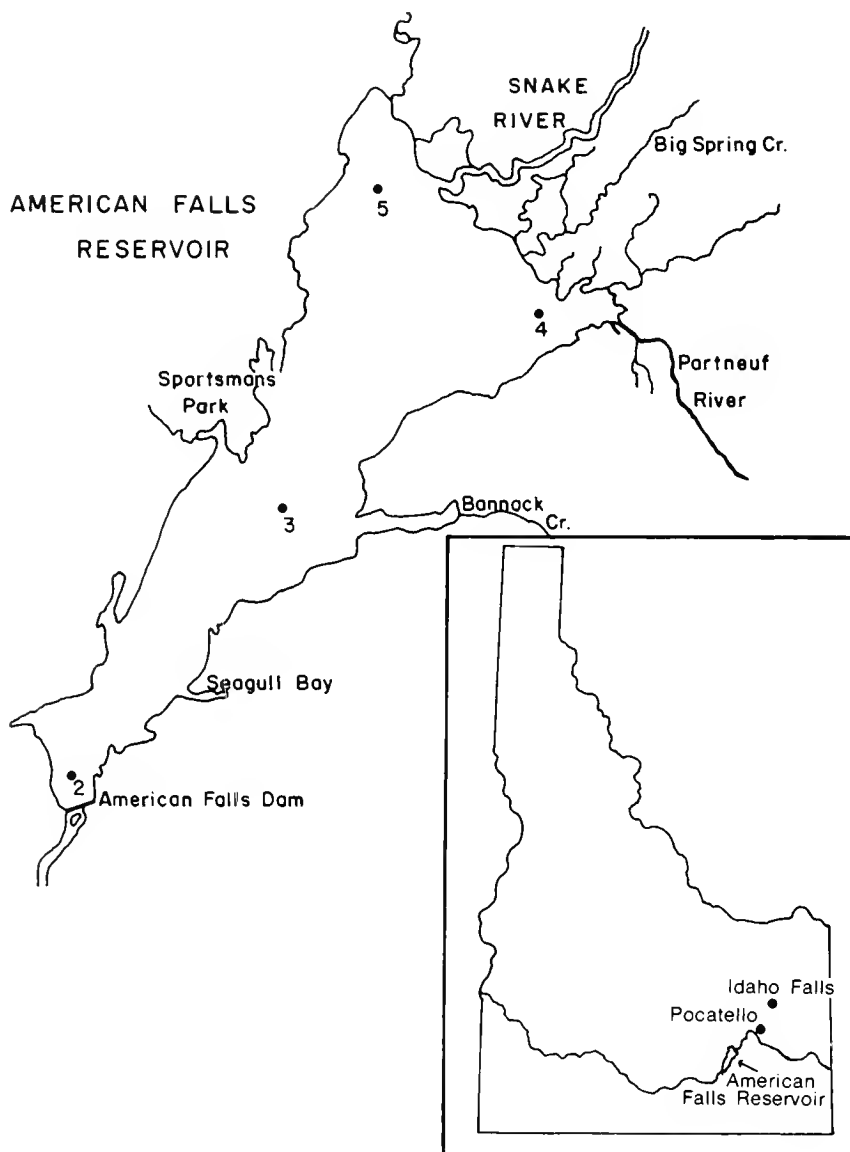 SNAKE
RIVER
Big Spring Cr.
AMERICAN FALLS
RESERVOIR
5
4
Sportsmans
Park
Partneuf
River
3
Bannock
Cr.
Seagull Bay
2
American Falls Dam
Idaho Falls
Pocatello
American
Falls Reservoir